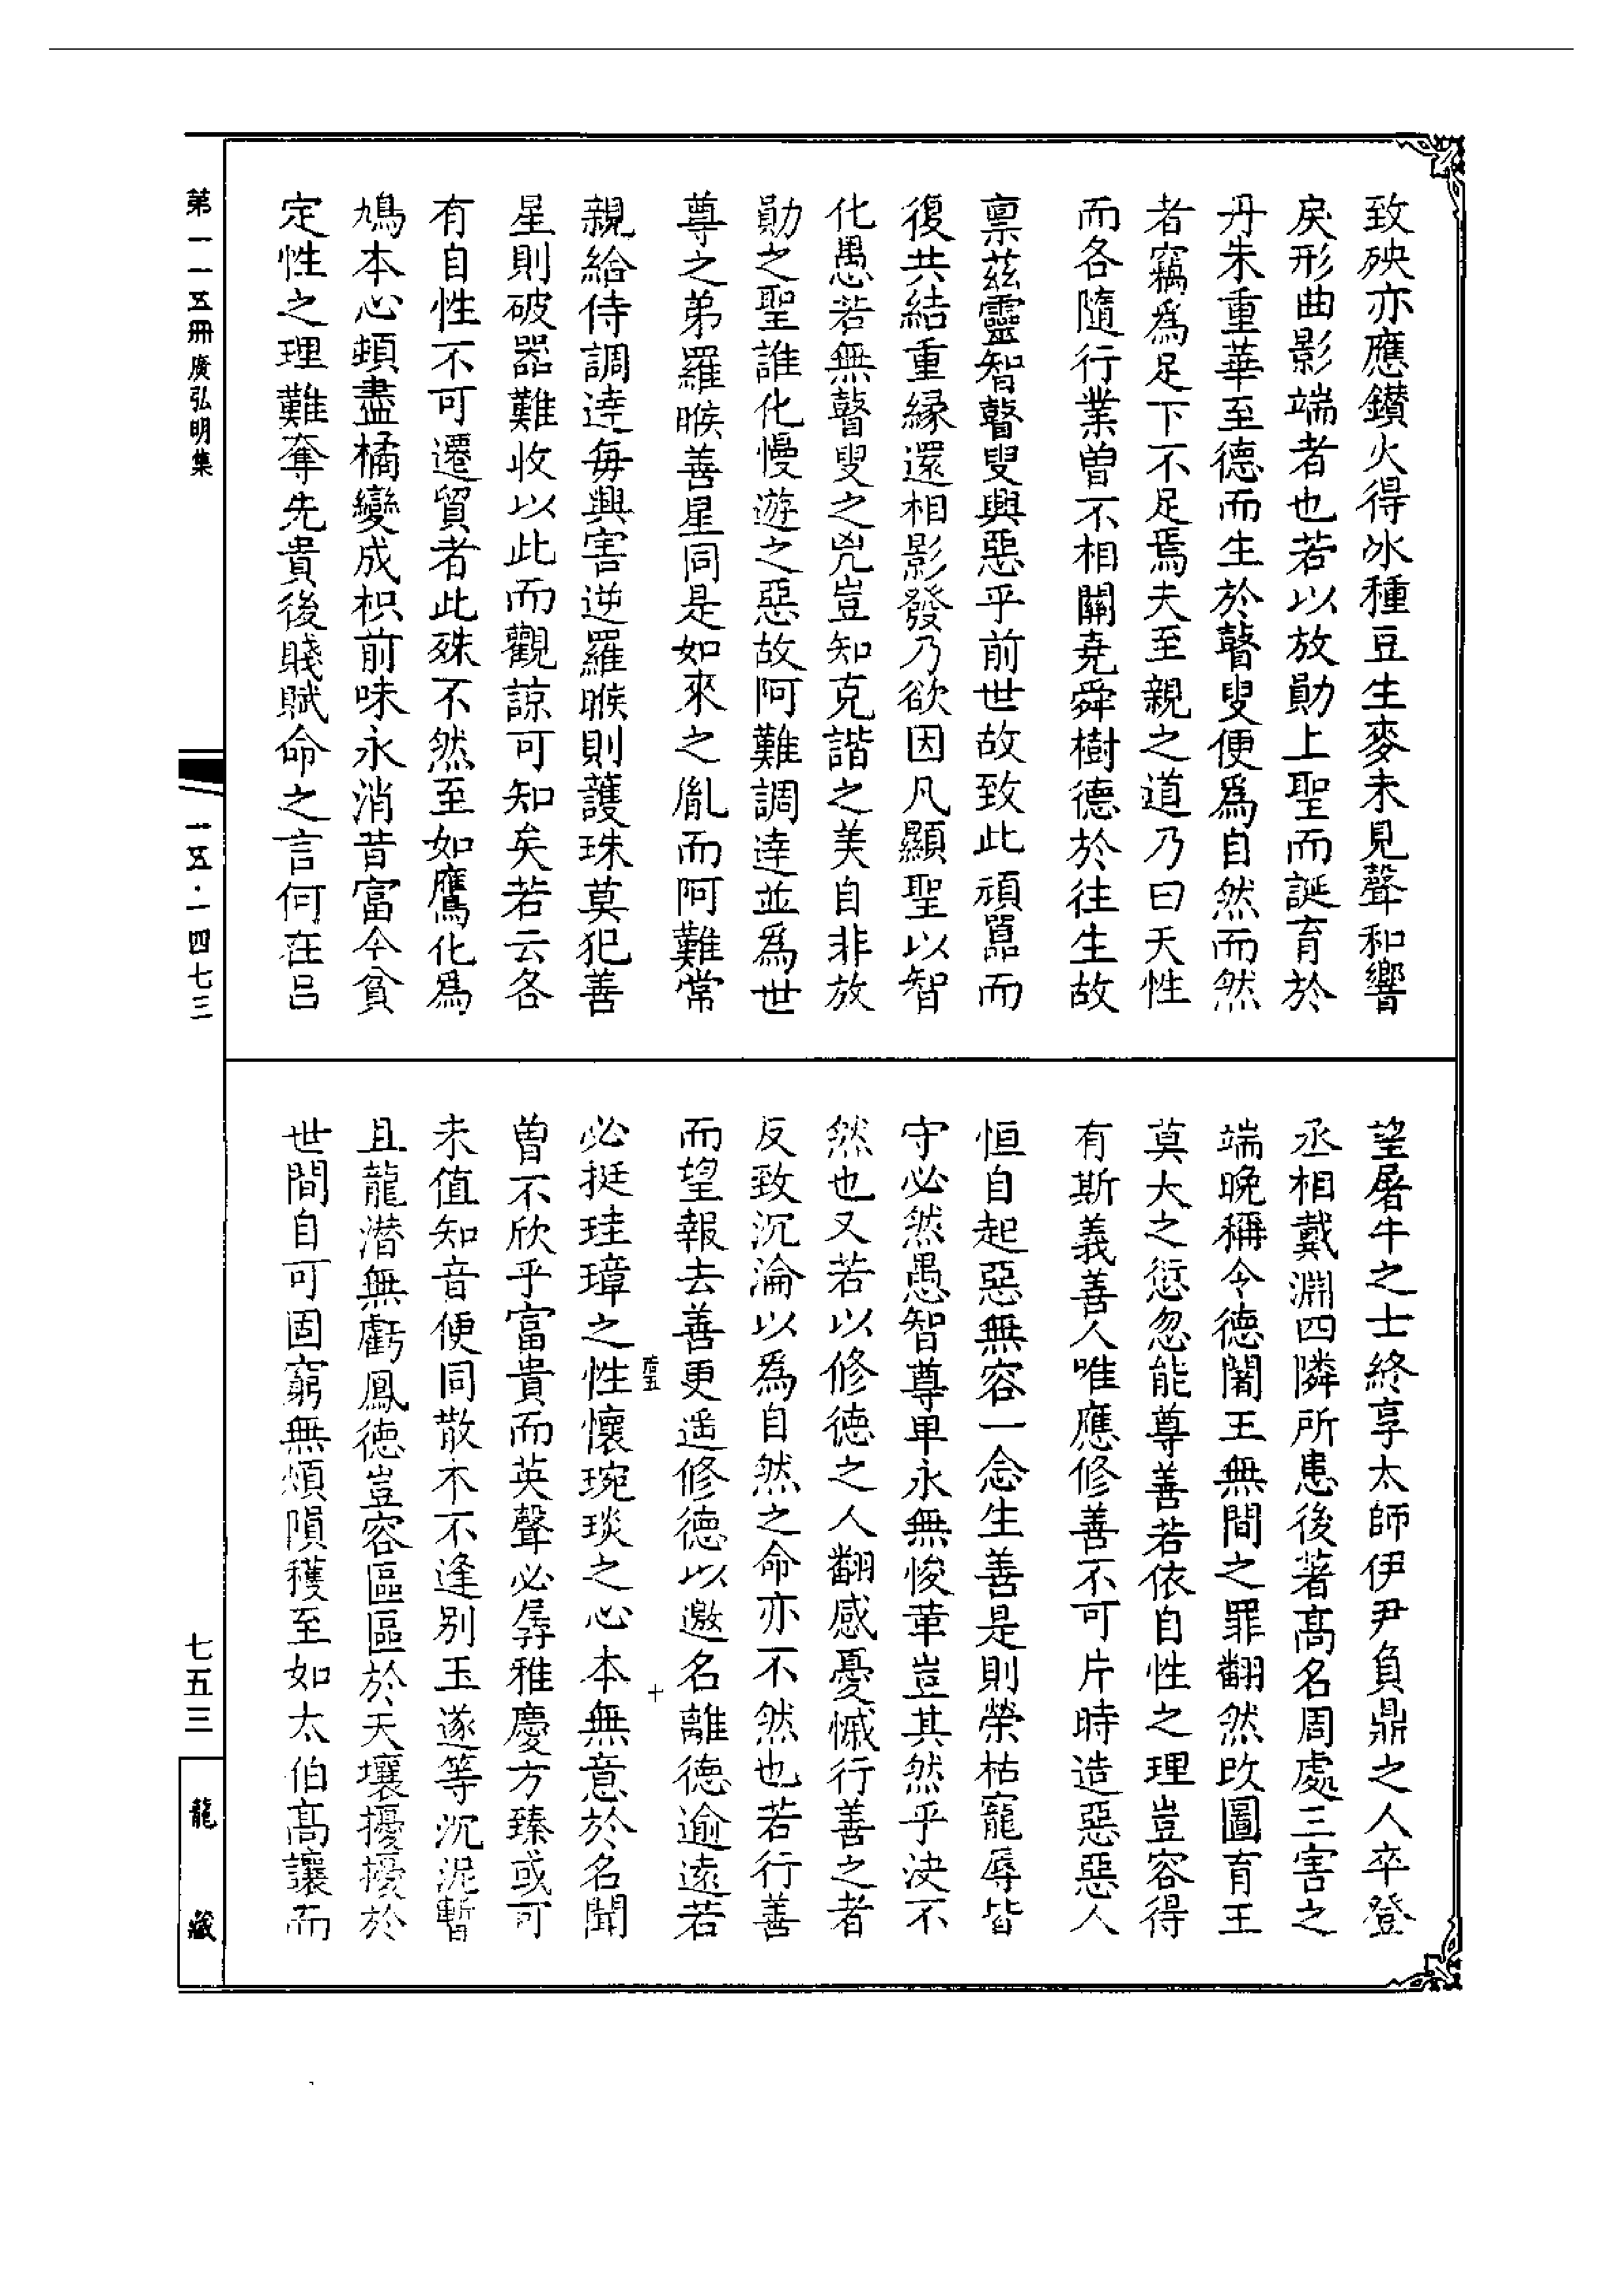 致殃亦應鑚火得冰種豆生麥未見聲和響
戾形曲影端者也若以放勛上聖而誕育於
丹朱重華至德而生於瞽叟便爲自然而然
者竊爲足下不足焉夫至親之道乃曰天性
而各隨行業曽不相關堯舜樹德於往生故
禀茲靈智瞽叟興惡乎前世故致此頑嚚而
復共結重縁還相影發乃欲因凡顯聖以智
化愚若無瞽叟之兇豈知克諧之美自非放
勛之聖誰化慢遊之惡故阿難調逹並爲世
尊之弟羅睺善星同是如來之胤而阿難常
親給侍調逹毎興害逆羅睺則護珠莫犯善
星則破器難收以此而觀諒可知矣若云各
有自性不可遷貿者此殊不然至如鷹化爲
鳩本心頓盡橘變成枳前味永消昔富今貧
定性之理難奪先貴後賤賦命之言何在吕
望屠牛之士終享太師伊尹負鼎之人卒登
丞相戴淵四隣所患後著髙名周處三害之
端晩稱令德闍王無間之罪翻然改圖育王
莫大之愆忽能尊善若依自性之理豈容得
有斯義善人唯應修善不可片時造惡惡人
恒自起惡無容一念生善是則榮枯寵辱皆
守必然愚智尊卑永無悛革豈其然乎決不
然也又若以修德之人翻感憂慽行善之者
反致沉淪以爲自然之命亦不然也若行善
而望報去善更遥修德以邀名離德逾逺若
必挺珪璋之性懷琬琰之心本無意於名聞
曽不欣乎富貴而英聲必孱雅慶方臻或可
未值知音便同散木不逢别玉遂等沉泥暫
且龍潜無虧鳳德豈容區區於天壤擾擾於
世間自可固窮無煩隕穫至如太伯髙讓而
璽
十
第一一五冊 廣弘明集
一一五·一四七三
七五三
龍藏